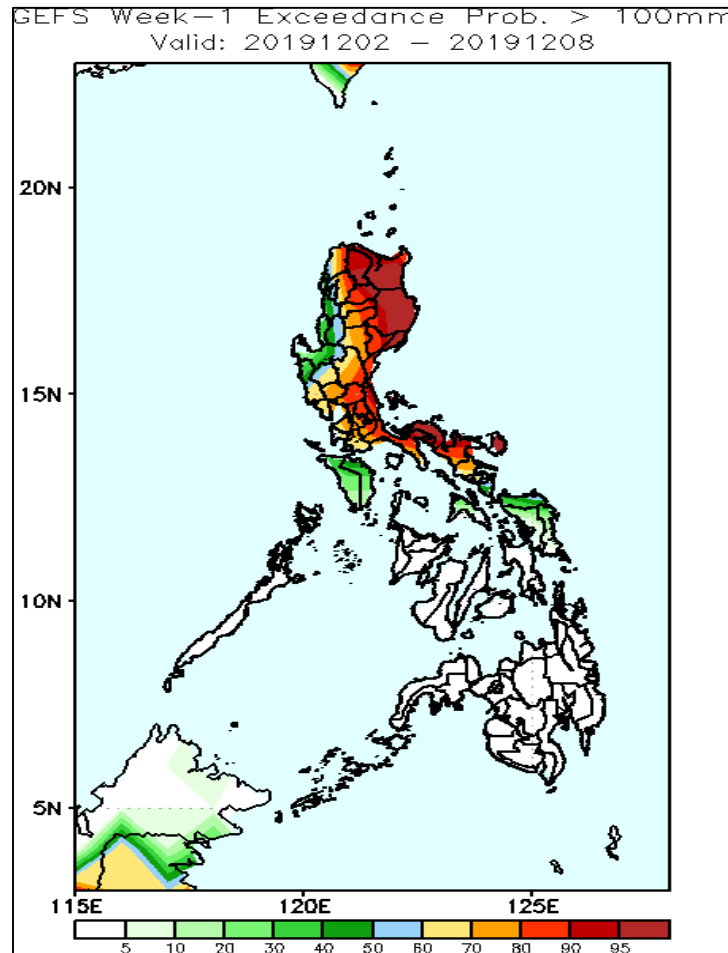 GEFS Week-1 Exceedance Prob. > 100mm
Valid: 20191202 - 20191208
20N
15N
10N
5N
115E 120E 125E
5 10 20 30 40 50 60 70 80 90 95